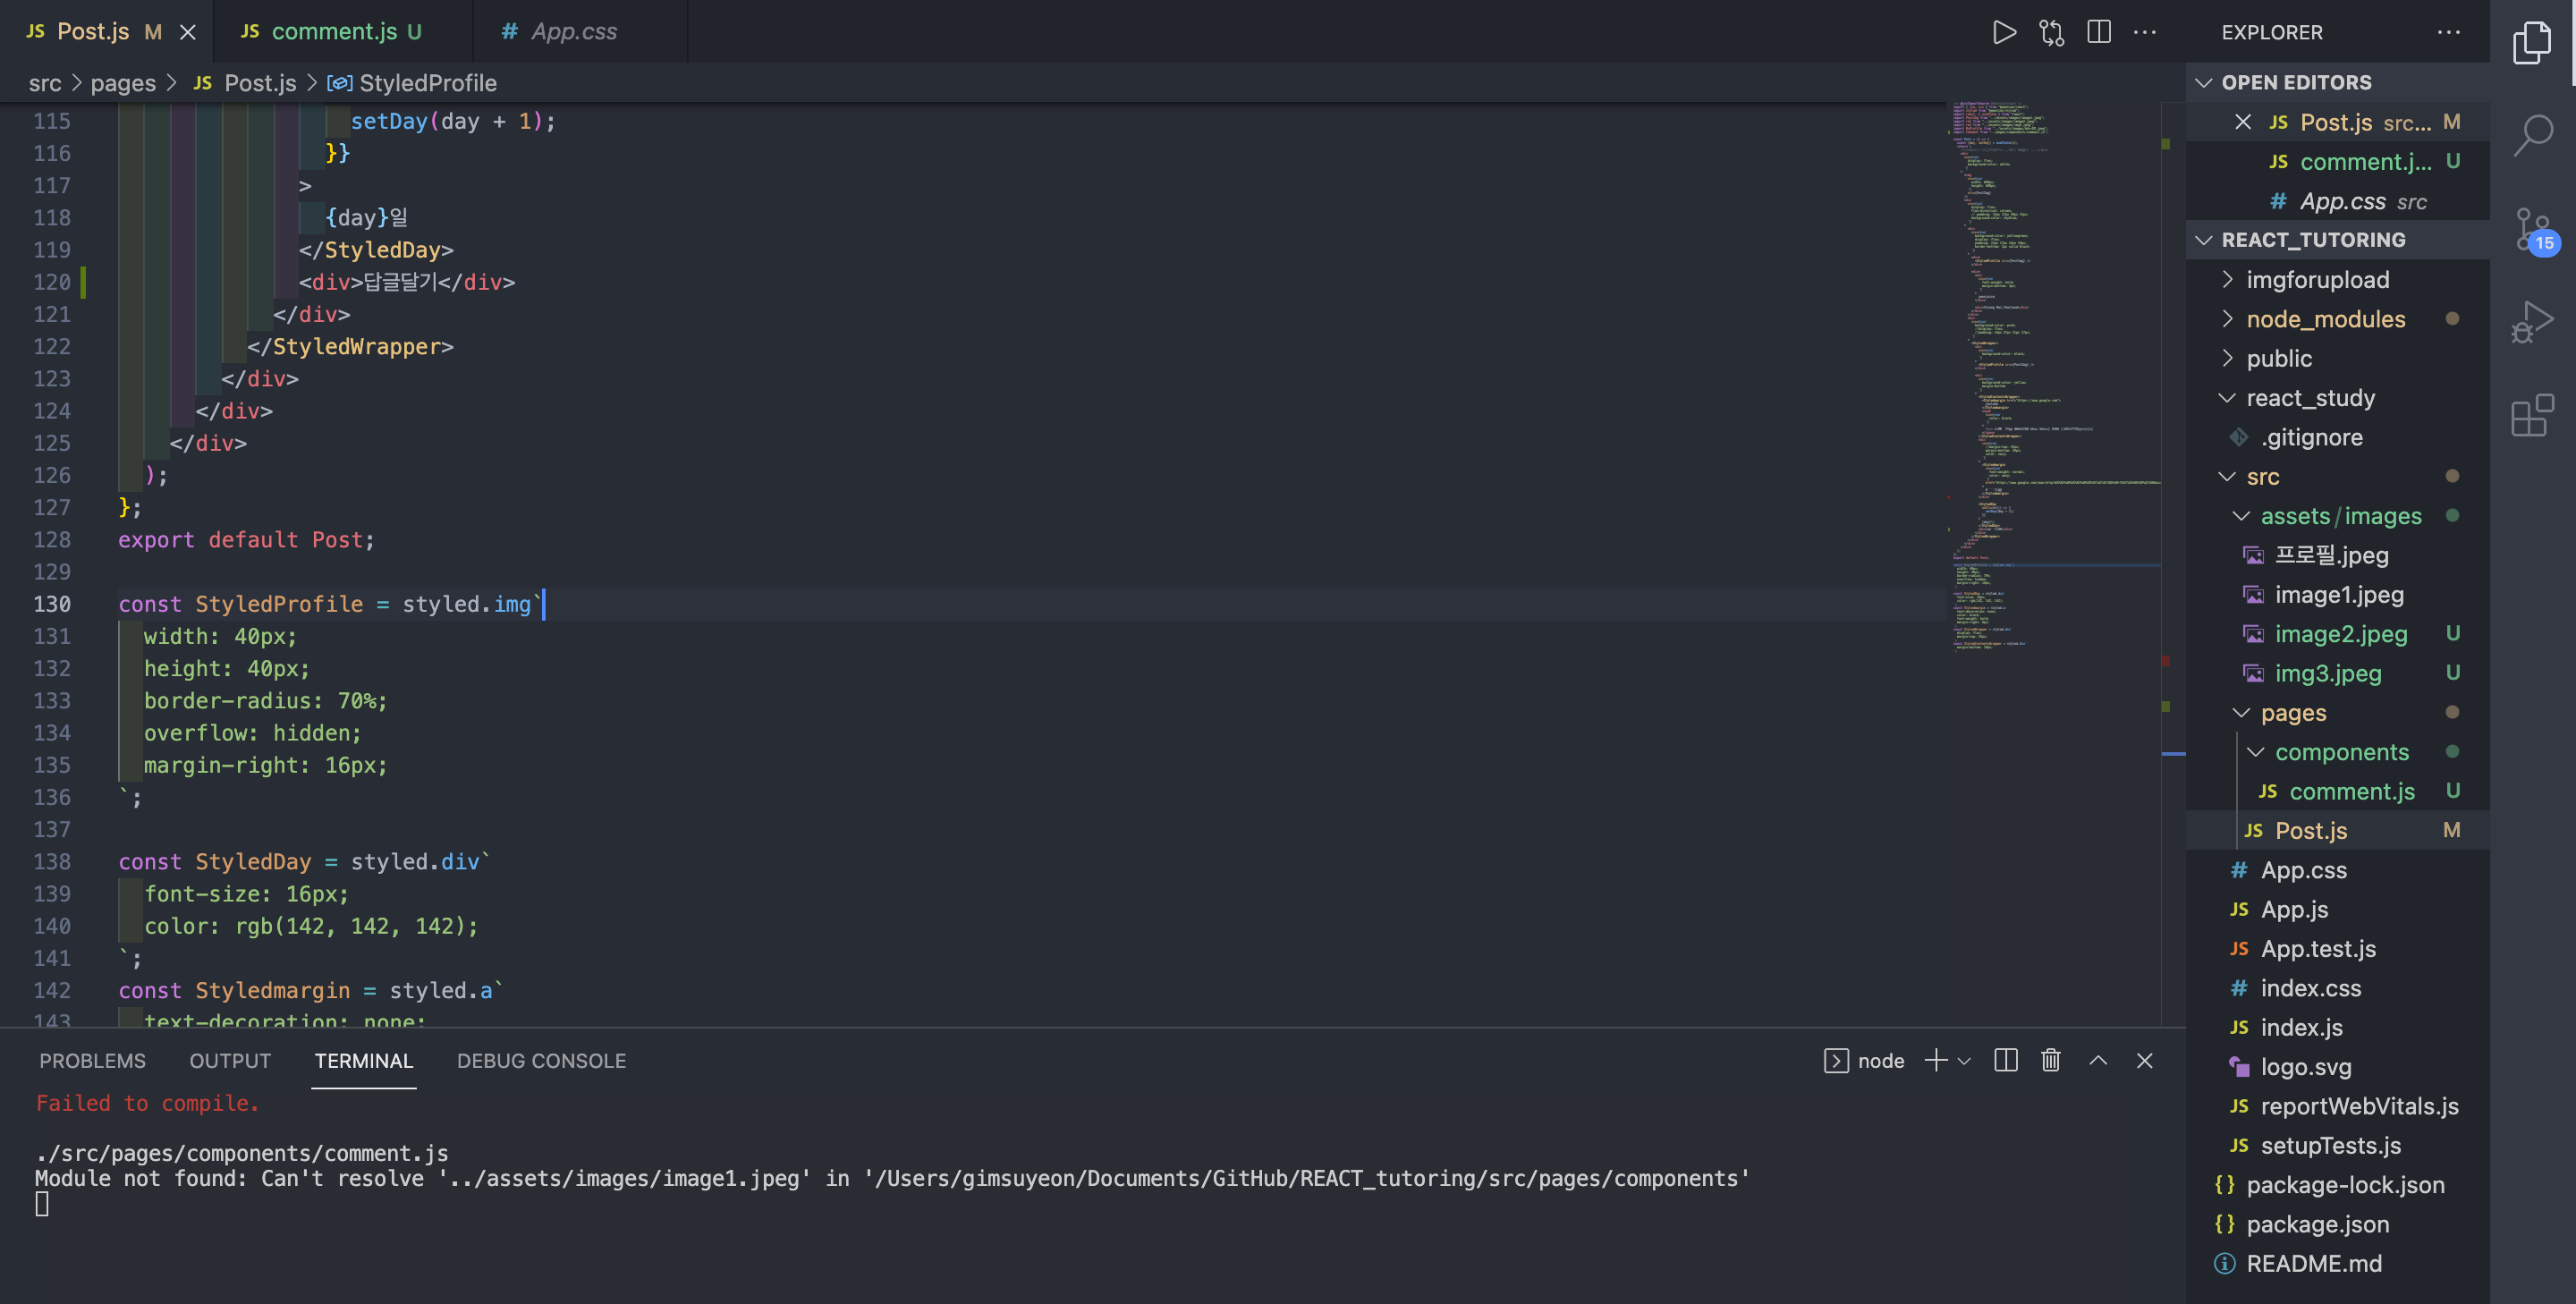 JS Post.js M
JS comment.js U
# App.css
src > pages > JS Post.js > StyledProfile
115 setDay(day + 1);
116 }}
117 >
118 {day}일
119 </StyledDay>
120 <div>답글달기</div>
121 </div>
122 </StyledWrapper>
123 </div>
124 </div>
125 </div>
126 );
127 };
128 export default Post;
129
130 const StyledProfile = styled.img`
131 width: 40px;
132 height: 40px;
133 border-radius: 70%;
134 overflow: hidden;
135 margin-right: 16px;
136 `;
137
138 const StyledDay = styled.div`
139 font-size: 16px;
140 color: rgb(142, 142, 142);
141 `;
142 const Styledmargin = styled.a`
143 text-decoration: none;
PROBLEMS OUTPUT TERMINAL DEBUG CONSOLE
node
Failed to compile.
./src/pages/components/comment.js
Module not found: Can't resolve '../assets/images/image1.jpeg' in '/Users/gimsuyeon/Documents/GitHub/REACT_tutoring/src/pages/components'
EXPLORER
OPEN EDITORS
JS Post.js src... M
JS comment.j... U
# App.css src
REACT_TUTORING
imgforupload
node_modules
public
react_study
.gitignore
src
assets/images
프로필.jpeg
image1.jpeg
image2.jpeg U
img3.jpeg U
pages
components
JS comment.js U
JS Post.js M
# App.css
JS App.js
JS App.test.js
# index.css
JS index.js
logo.svg
JS reportWebVitals.js
JS setupTests.js
{} package-lock.json
{} package.json
README.md
15